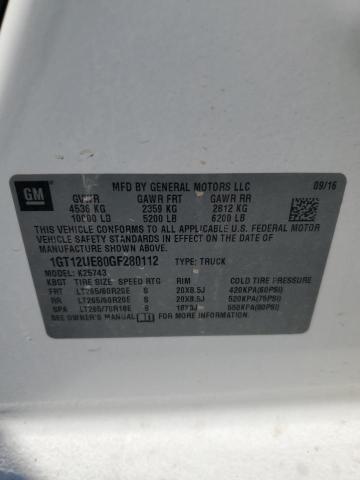 GM
MFD BY GENERAL MOTORS LLC 09/16
GVWR GAWR FRT GAWR RR
4536 KG 2359 KG 2812 KG
10000 LB 5200 LB 6200 LB
THIS VEHICLE CONFORMS TO ALL APPLICABLE U.S. FEDERAL MOTOR
VEHICLE SAFETY STANDARDS IN EFFECT ON THE DATE OF
MANUFACTURE SHOWN ABOVE.
1GT12UE80GF280112 TYPE: TRUCK
MODEL: K25743
KBGT TIRE SIZE SPEED RTG RIM COLD TIRE PRESSURE
FRT LT265/60R20E S 20X8.5J 420KPA(60PSI)
RR LT265/60R20E S 20X8.5J 520KPA(75PSI)
SPA LT265/70R18E S 550KPA(80PSI)
SEE OWNER'S MANUAL FOR MORE INFORMATION